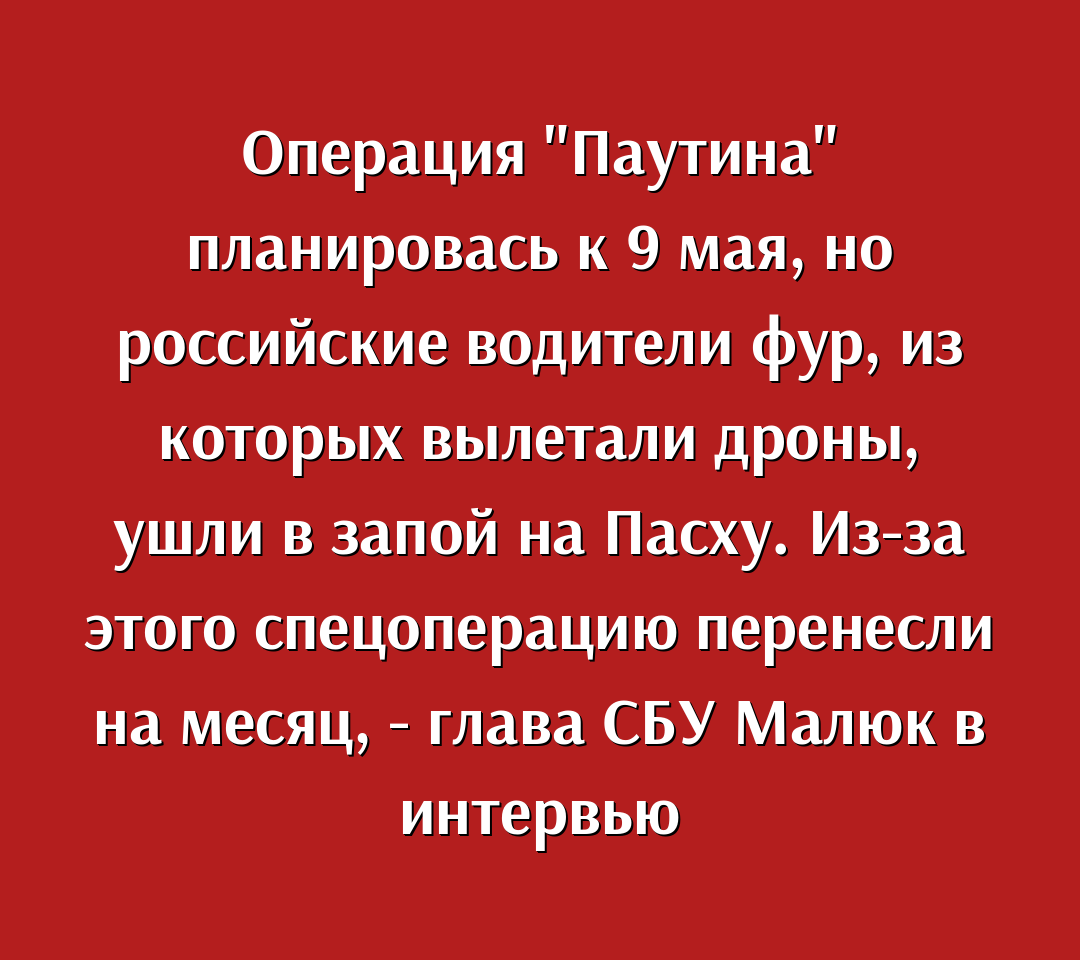 Операция "Паутина"
планировась к 9 мая, но
российские водители фур, из
которых вылетали дроны,
ушли в запой на Пасху. Из-за
этого спецоперацию перенесли
на месяц, - глава СБУ Малюк в
интервью